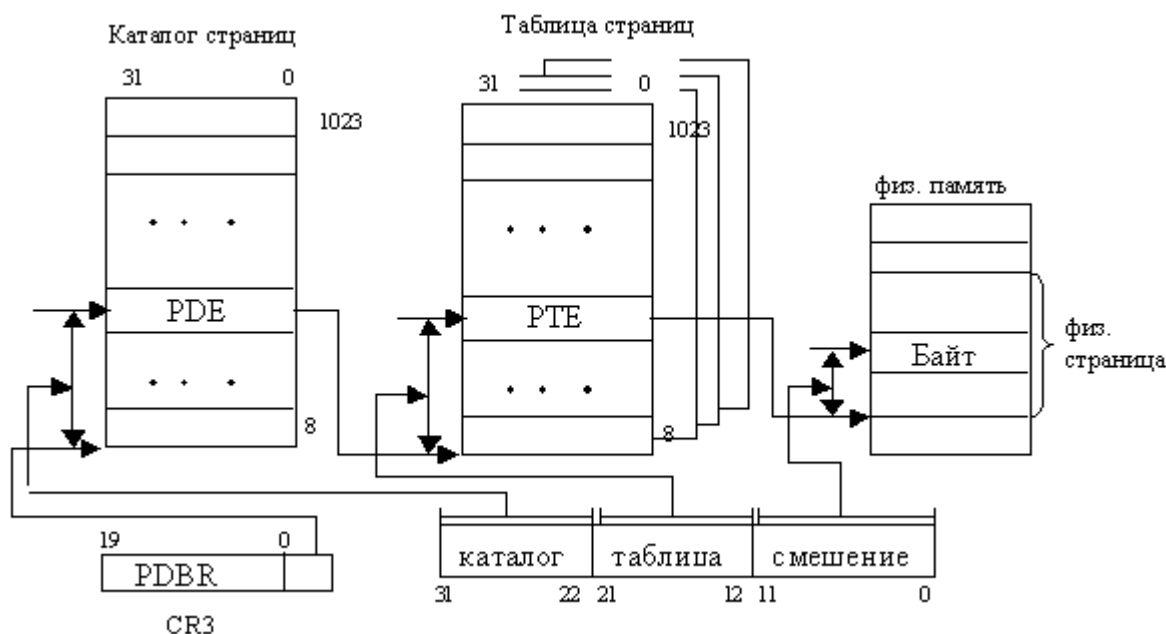 Каталог страниц
Таблица страниц
31 0
31 0
1023
1023
физ. память
PDE
PTE
Байт
физ.
страница
8
8
19 0
PDBR
CR3
каталог таблица смешение
31 22 21 12 11 0